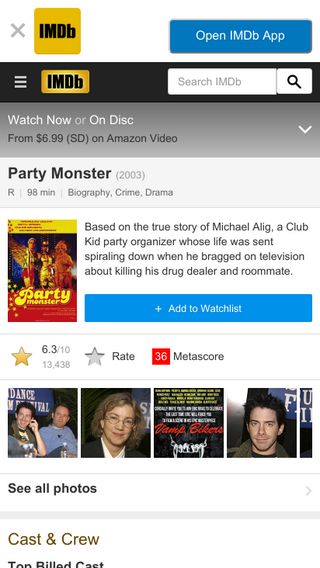 IMDb
Open IMDb App
IMDb
Search IMDb
Watch Now or On Disc
From $6.99 (SD) on Amazon Video
Party Monster (2003)
R | 98 min | Biography, Crime, Drama
Party
monster
Based on the true story of Michael Alig, a Club
Kid party organizer whose life was sent
spiraling down when he bragged on television
about killing his drug dealer and roommate.
+ Add to Watchlist
6.3/10
13,438
Rate
36 Metascore
Vamp Bikers
See all photos
Cast & Crew
Top Billed Cast